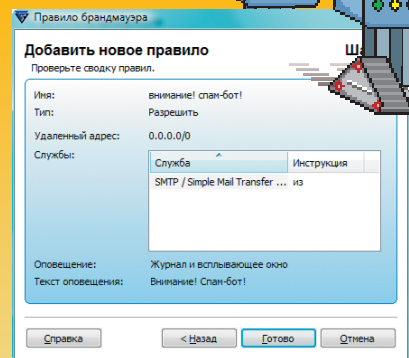 Правило брандмауэра
Добавить новое правило
Проверьте сводку правил.
Имя: внимание! спам-бот!
Тип: Разрешить
Удаленный адрес: 0.0.0.0/0
Службы:
Служба Инструкция
SMTP / Simple Mail Transfer ... из
Оповещение: Журнал и всплывающее окно
Текст оповещения: Внимание! Спан-бот!
Справка < Назад Готово Отмена